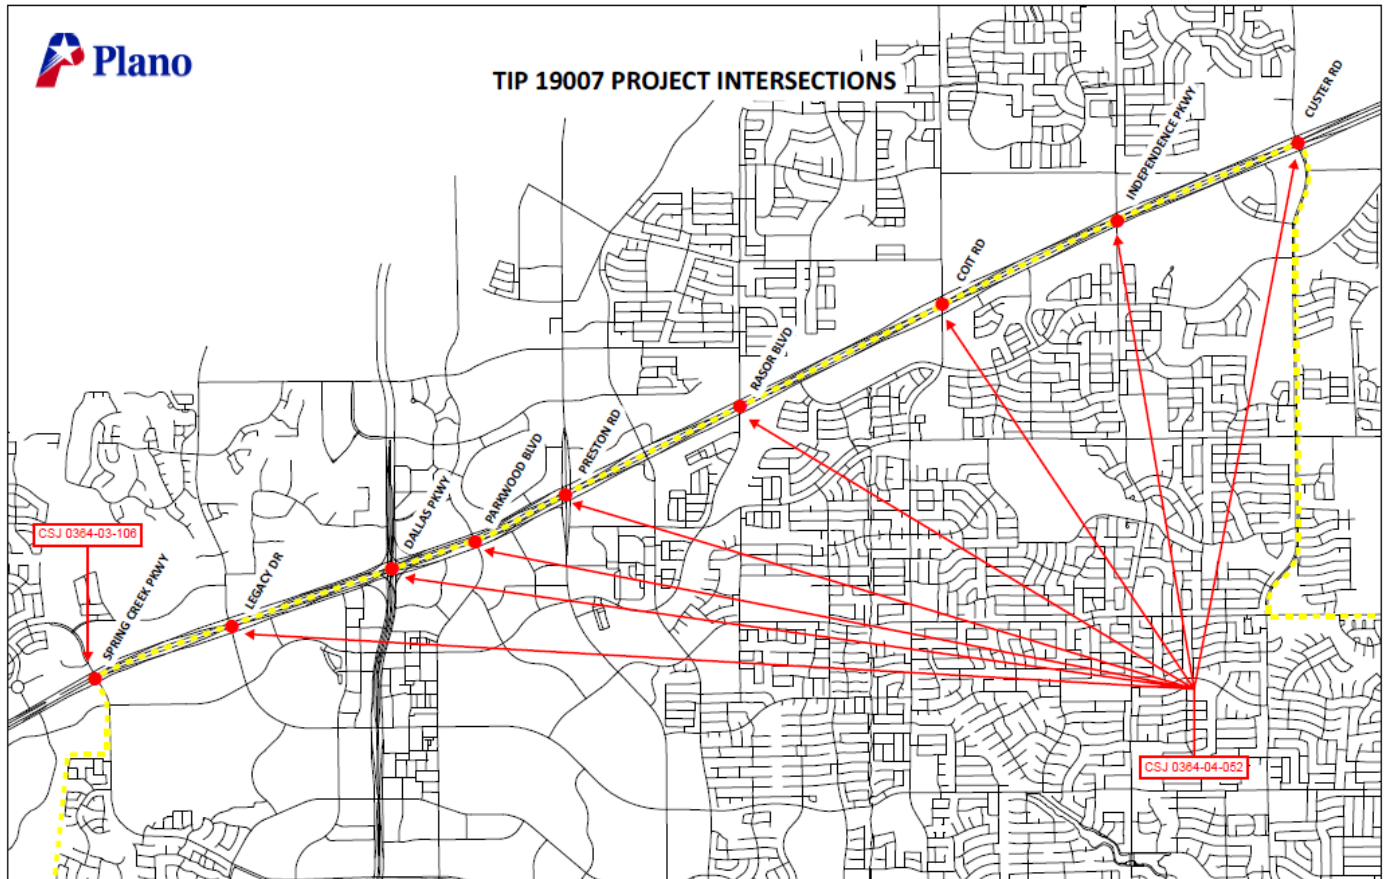 Plano
TIP 19007 PROJECT INTERSECTIONS
CUSTER RD
INDEPENDENCE PKWY
COIT RD
RASOR BLVD
PRESTON RD
PARKWOOD BLVD
DALLAS PKWY
LEGACY DR
SPRING CREEK PKWY
CSJ 0364-03-106
CSJ 0364-04-052